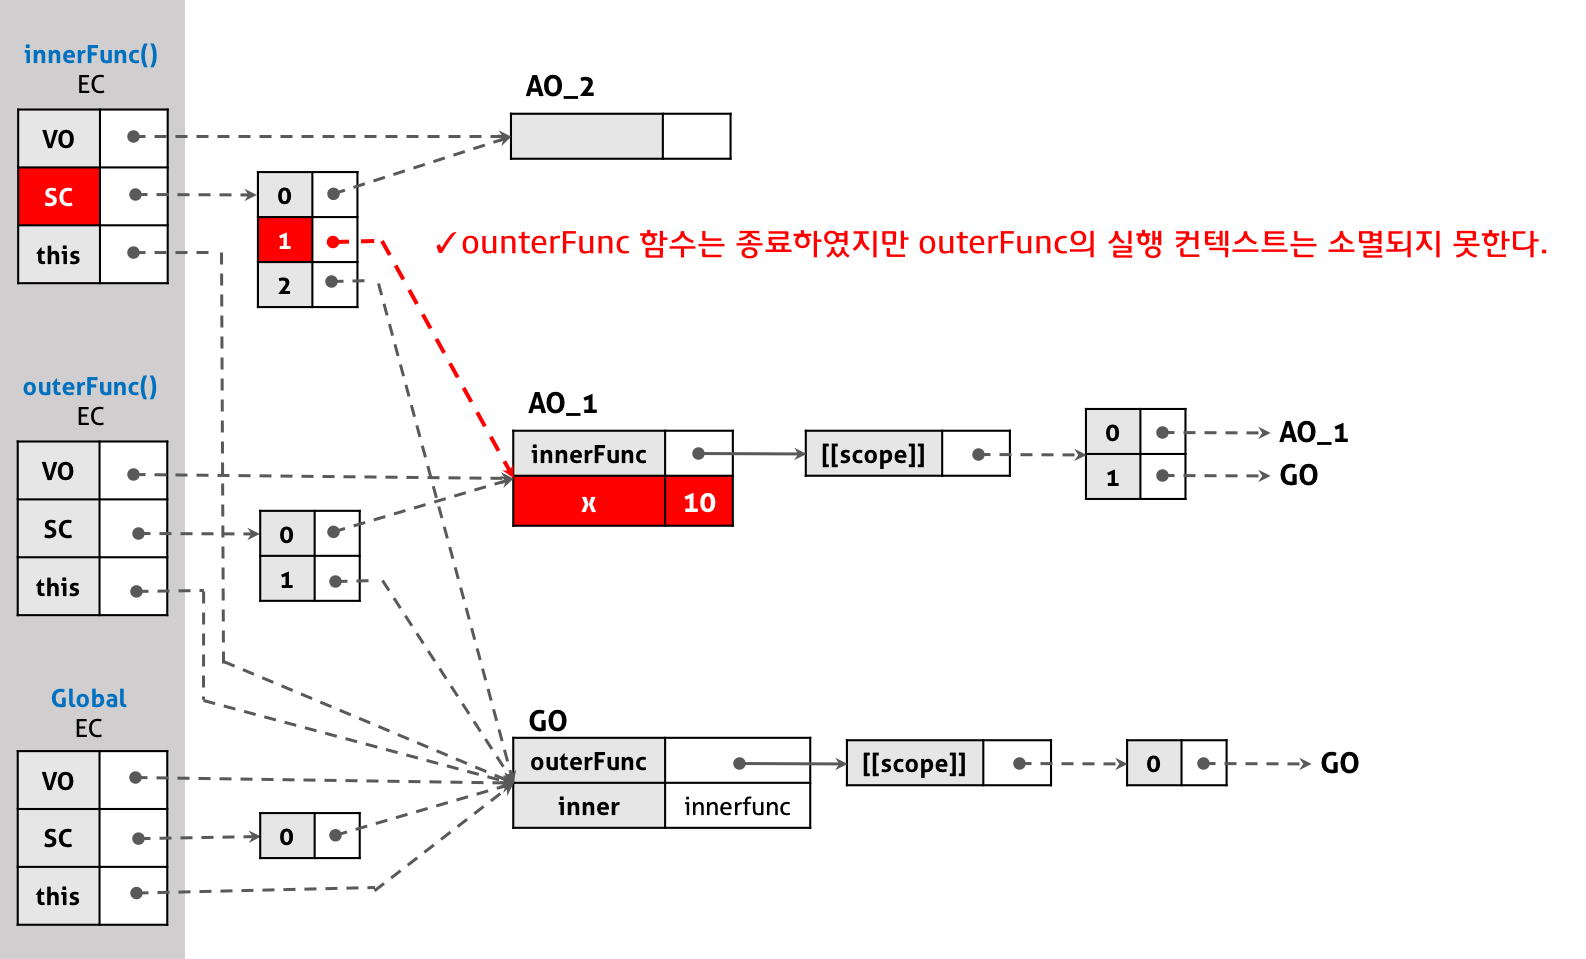 innerFunc()
EC
VO
SC
this
0
1
2
AO_2
✓ounterFunc 함수는 종료하였지만 outerFunc의 실행 컨텍스트는 소멸되지 못한다.
outerFunc()
EC
VO
SC
this
0
1
AO_1
innerFunc
x 10
[[scope]]
0
1
AO_1
GO
Global
EC
VO
SC
this
0
GO
outerFunc
inner innerfunc
[[scope]]
0
GO